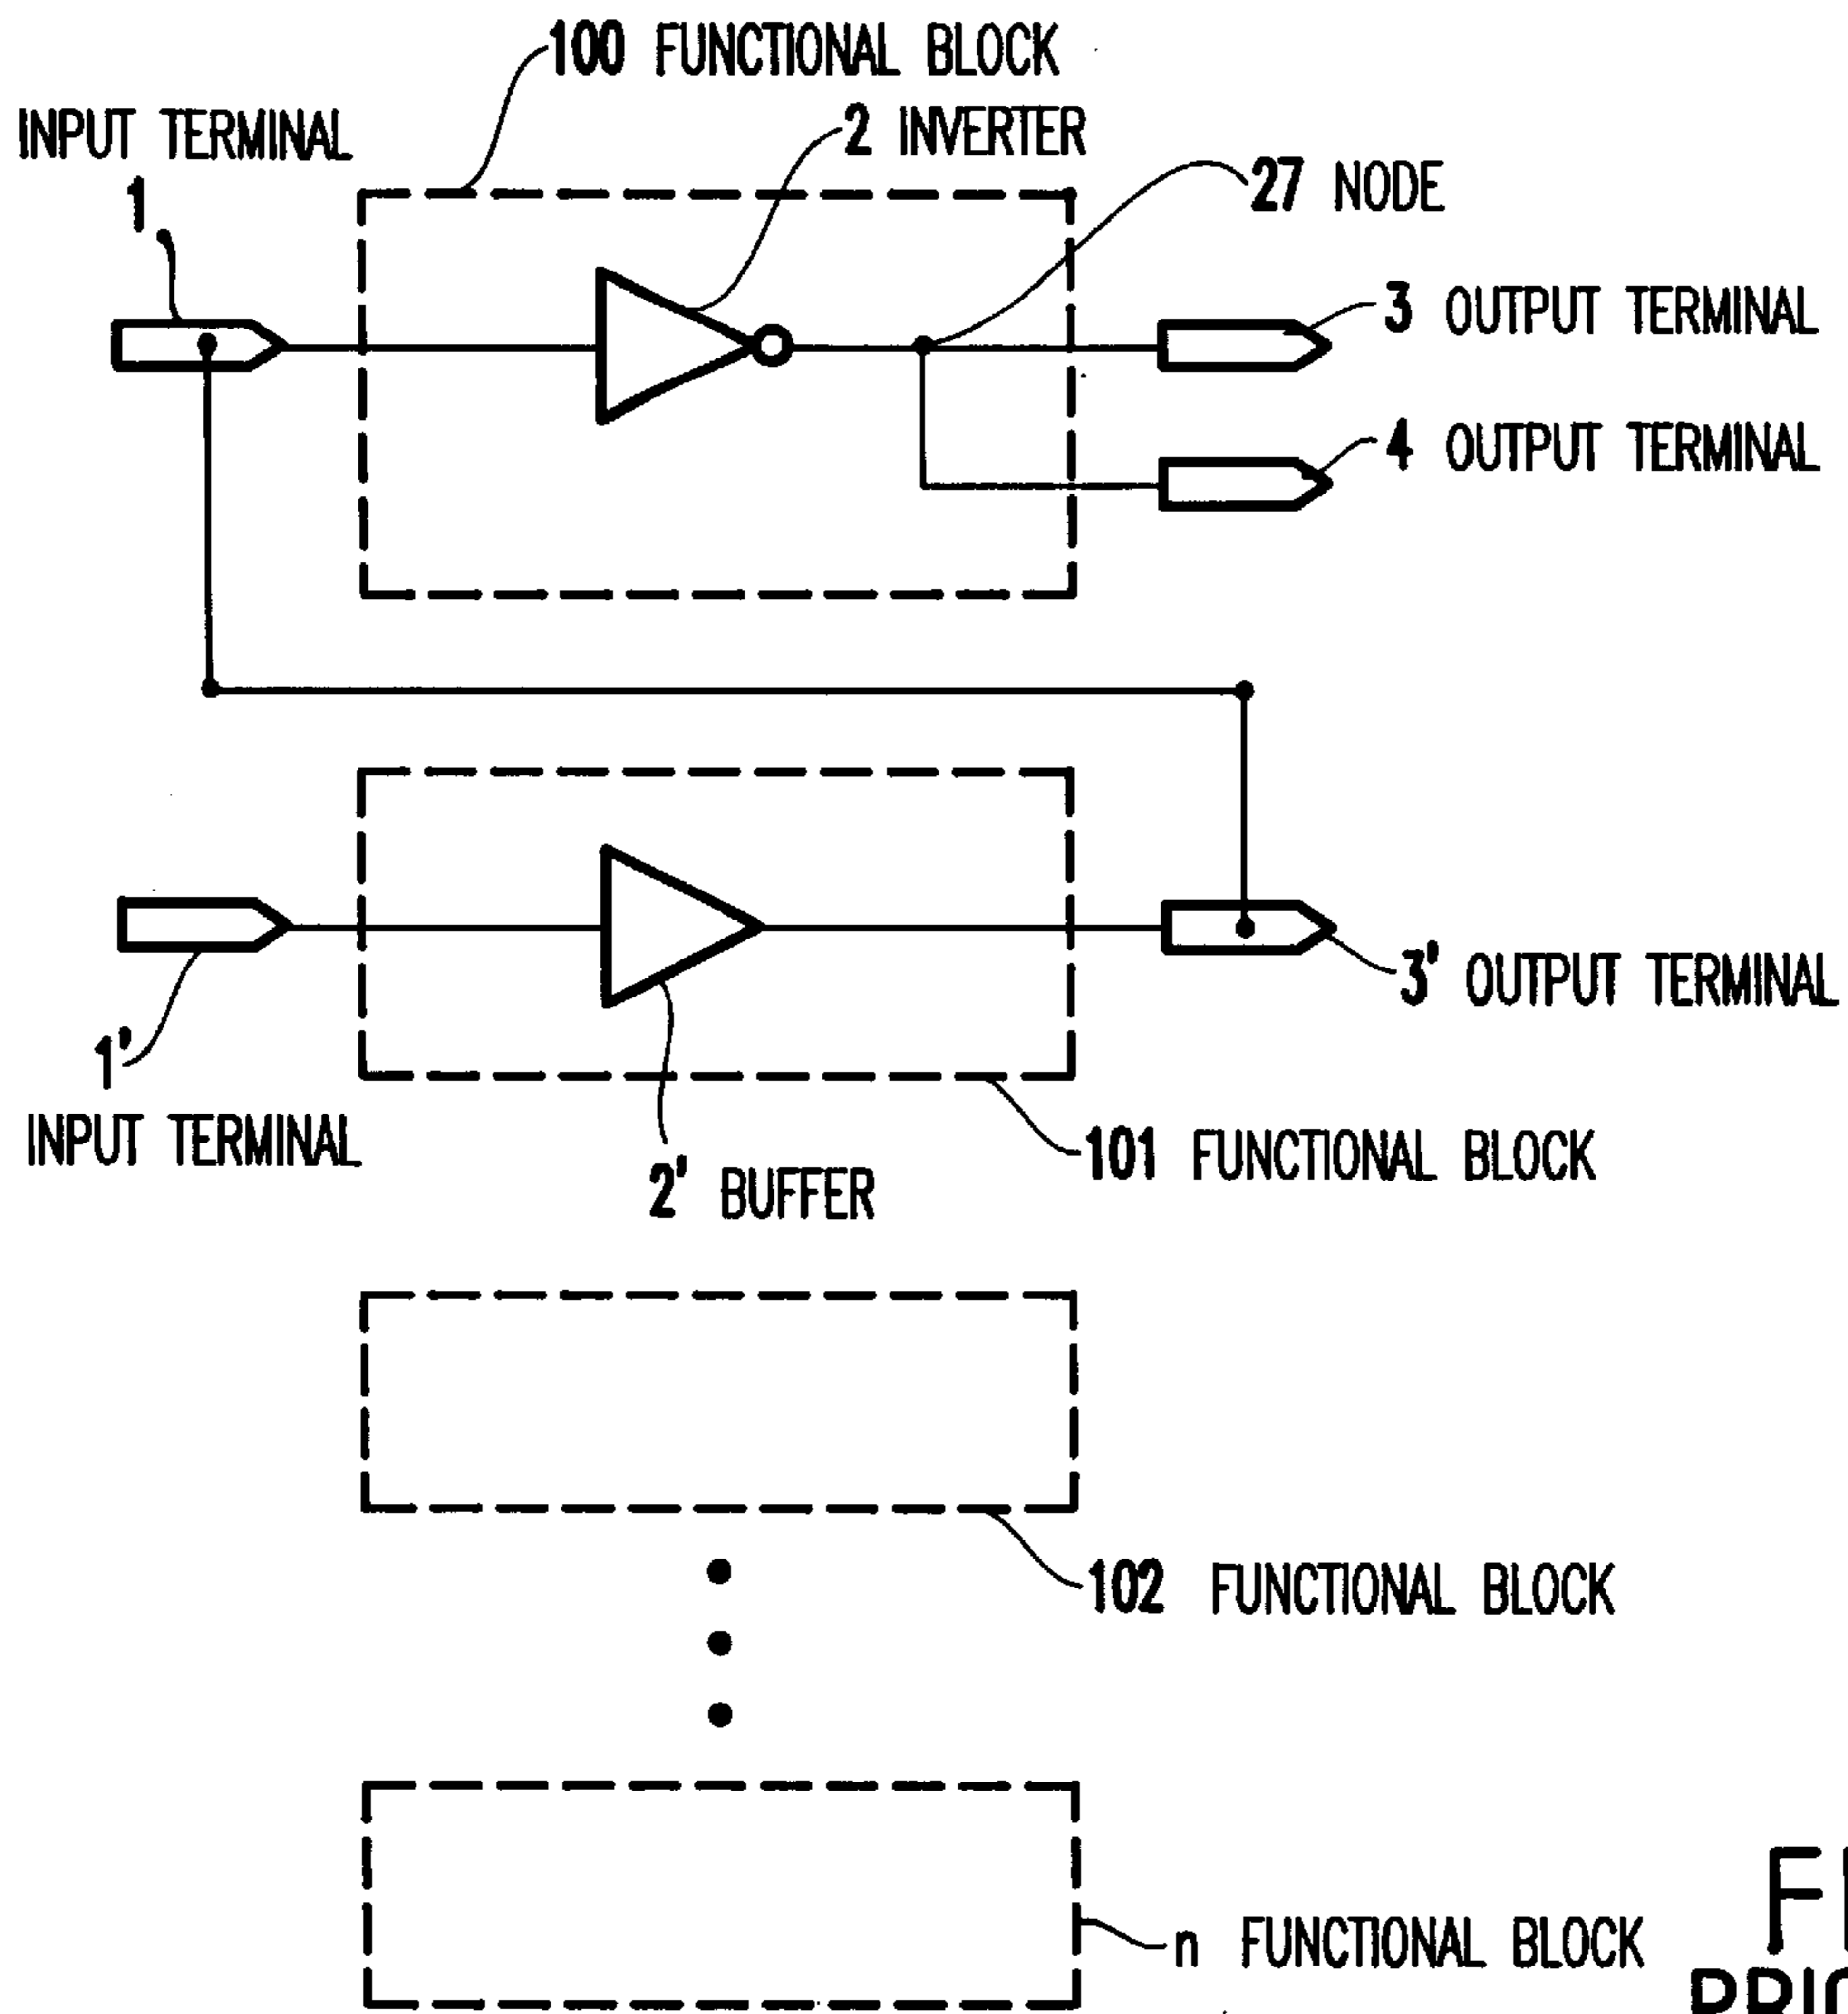 100 FUNCTIONAL BLOCK
INPUT TERMINAL
1
2 INVERTER
27 NODE
3 OUTPUT TERMINAL
4 OUTPUT TERMINAL
3' OUTPUT TERMINAL
1'
INPUT TERMINAL
2' BUFFER
101 FUNCTIONAL BLOCK
102 FUNCTIONAL BLOCK
n FUNCTIONAL BLOCK